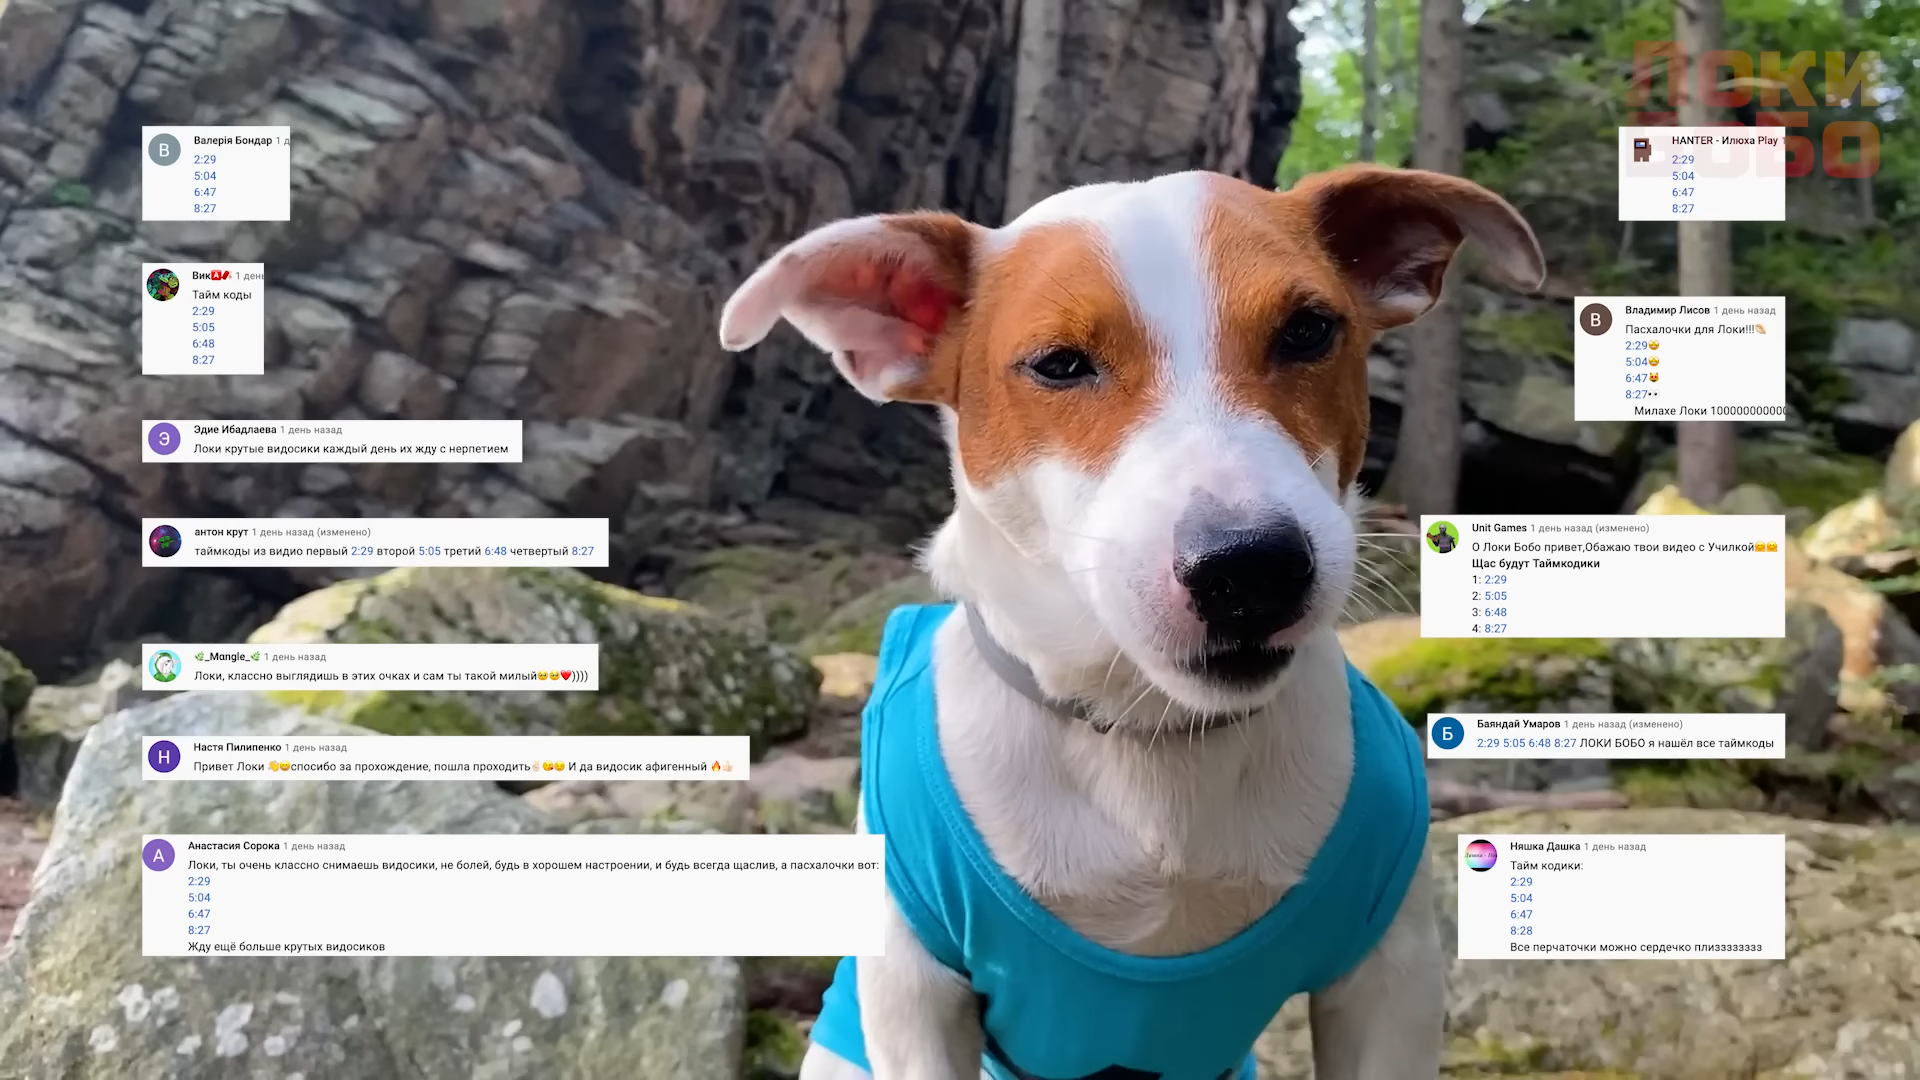 Локи
БОБО
В
Валерія Бондар 1 д
2:29
5:04
6:47
8:27
Вик 1 день
Тайм коды
2:29
5:05
6:48
8:27
Э
Эдие Ибадлаева 1 день назад
Локи крутые видосики каждый день их жду с нерпетием
антон крут 1 день назад (изменено)
таймкоды из видио первый 2:29 второй 5:05 третий 6:48 четвертый 8:27
🌿_Mαngle_🌿 1 день назад
Локи, классно выглядишь в этих очках и сам ты такой милый🥺🥺❤))))
Н
Настя Пилипенко 1 день назад
Привет Локи 👋😄спосибо за прохождение, пошла проходить✌🏻😘😉 И да видосик афигенный 🔥👍🏻
А
Анастасия Сорока 1 день назад
Локи, ты очень классно снимаешь видосики, не болей, будь в хорошем настроении, и будь всегда щаслив, а пасхалочки вот:
2:29
5:04
6:47
8:27
Жду ещё больше крутых видосиков
HANTER - Илюха Play 1
2:29
5:04
6:47
8:27
В
Владимир Лисов 1 день назад
Пасхалочки для Локи!!!
2:29🤩
5:04🤩
6:47😻
8:27👀
Милахе Локи 100000000000
Unit Games 1 день назад (изменено)
О Локи Бобо привет,Обажаю твои видео с Училкой🤗🤗
Щас будут Таймкодики
1: 2:29
2: 5:05
3: 6:48
4: 8:27
Б
Баяндай Умаров 1 день назад (изменено)
2:29 5:05 6:48 8:27 ЛОКИ БОБО я нашёл все таймкоды
Няшка Дашка 1 день назад
Тайм кодики:
2:29
5:04
6:47
8:28
Все перчаточки можно сердечко плиззззззз